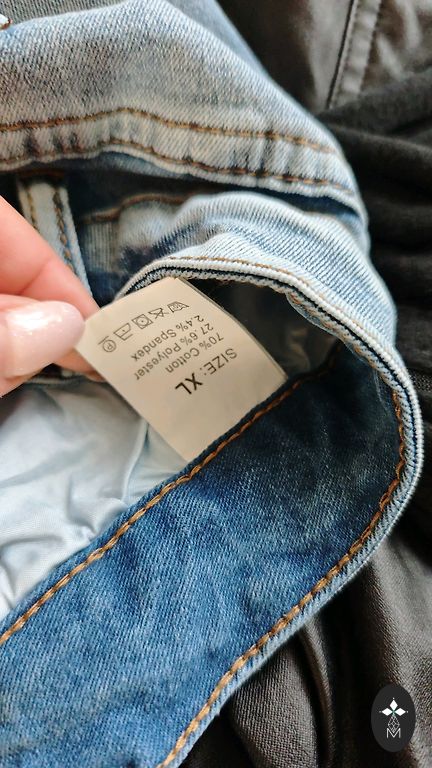 SIZE: XL
70% Cotton
27.6% Polyester
2.4% Spandex